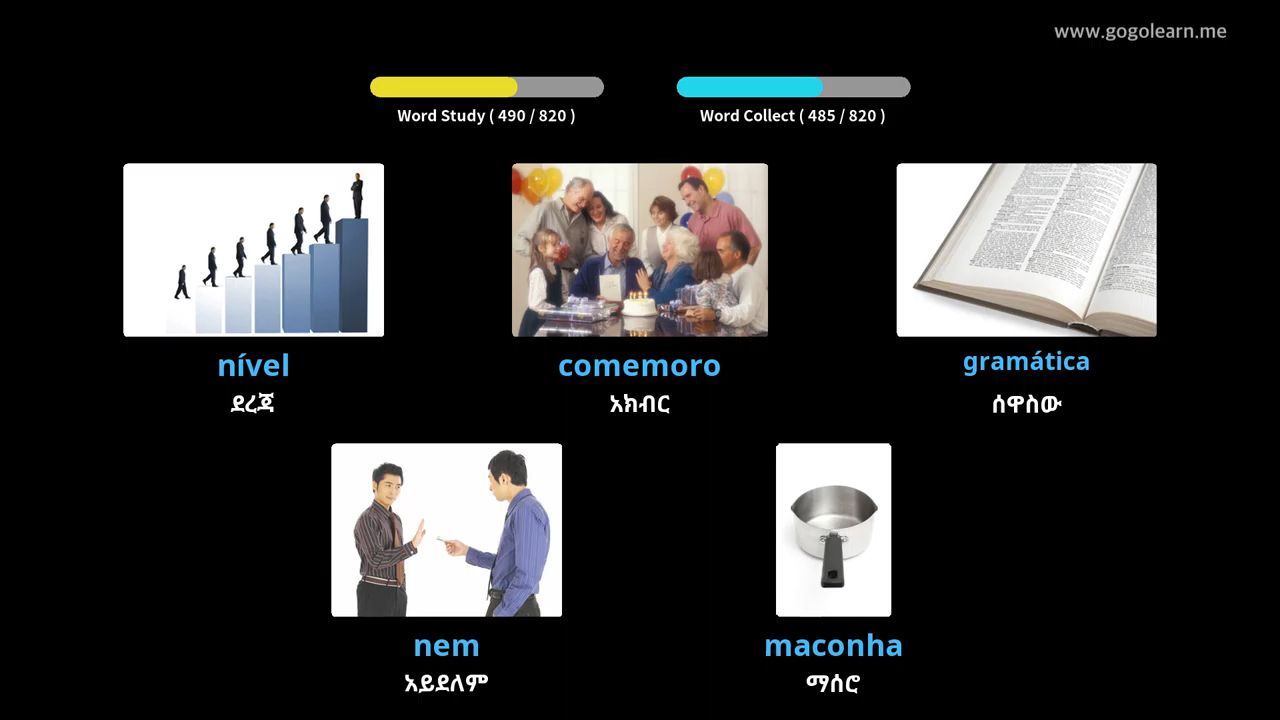 www.gogolearn.me
Word Study ( 490 / 820 )
Word Collect ( 485 / 820 )
nível
comemoro
gramática
ደረጃ
አክብር
ሰዋስው
nem
maconha
አይደለም
ማሰሮ